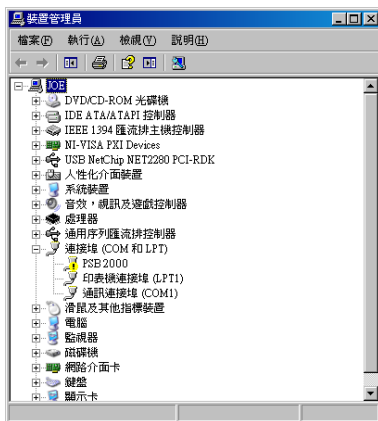 裝置管理員
檔案(F) 執行(A) 檢視(V) 說明(H)
JOE
DVD/CD-ROM 光碟機
IDE ATA/ATAPI 控制器
IEEE 1394 匯流排主機控制器
NI-VISA PXI Devices
USB NetChip NET2280 PCI-RDK
人性化介面裝置
系統裝置
音效，視訊及遊戲控制器
處理器
通用序列匯流排控制器
連接埠 (COM 和 LPT)
PSB2000
印表機連接埠 (LPT1)
通訊連接埠 (COM1)
滑鼠及其他指標裝置
電腦
監視器
磁碟機
網路介面卡
鍵盤
顯示卡